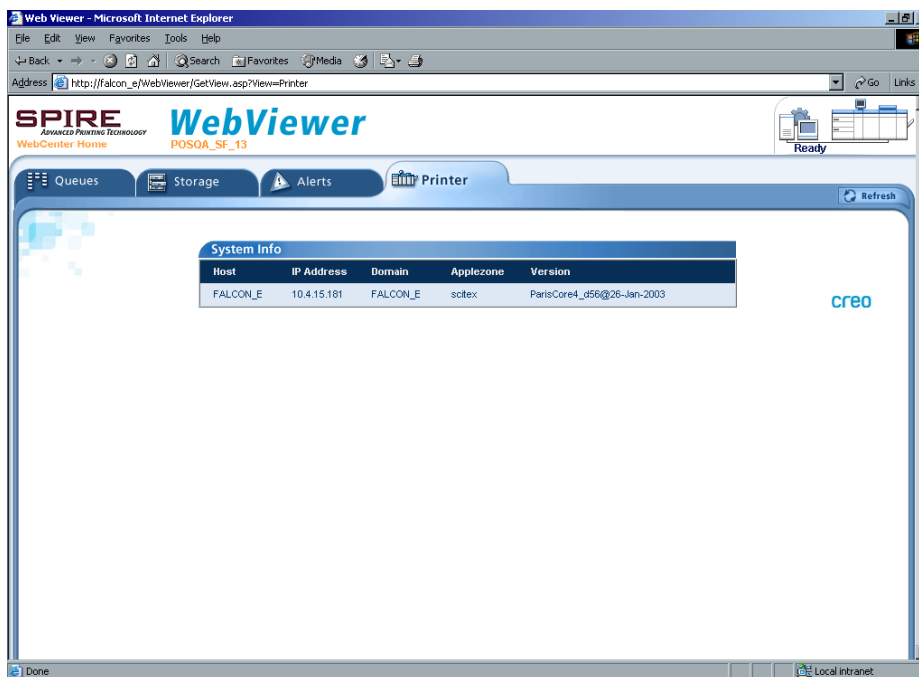 Web Viewer - Microsoft Internet Explorer
File Edit View Favorites Tools Help
Back Search Favorites Media
Address http://falcon_e/WebViewer/GetView.asp?View=Printer Go Links
SPIRE WebViewer
ADVANCED PRINTING TECHNOLOGY
WebCenter Home POSQA_SF_13 Ready
Queues Storage Alerts Printer
Refresh
System Info
Host IP Address Domain Applezone Version
FALCON_E 10.4.15.181 FALCON_E scitex ParisCore4_d56@26-Jan-2003
creo
Done Local intranet